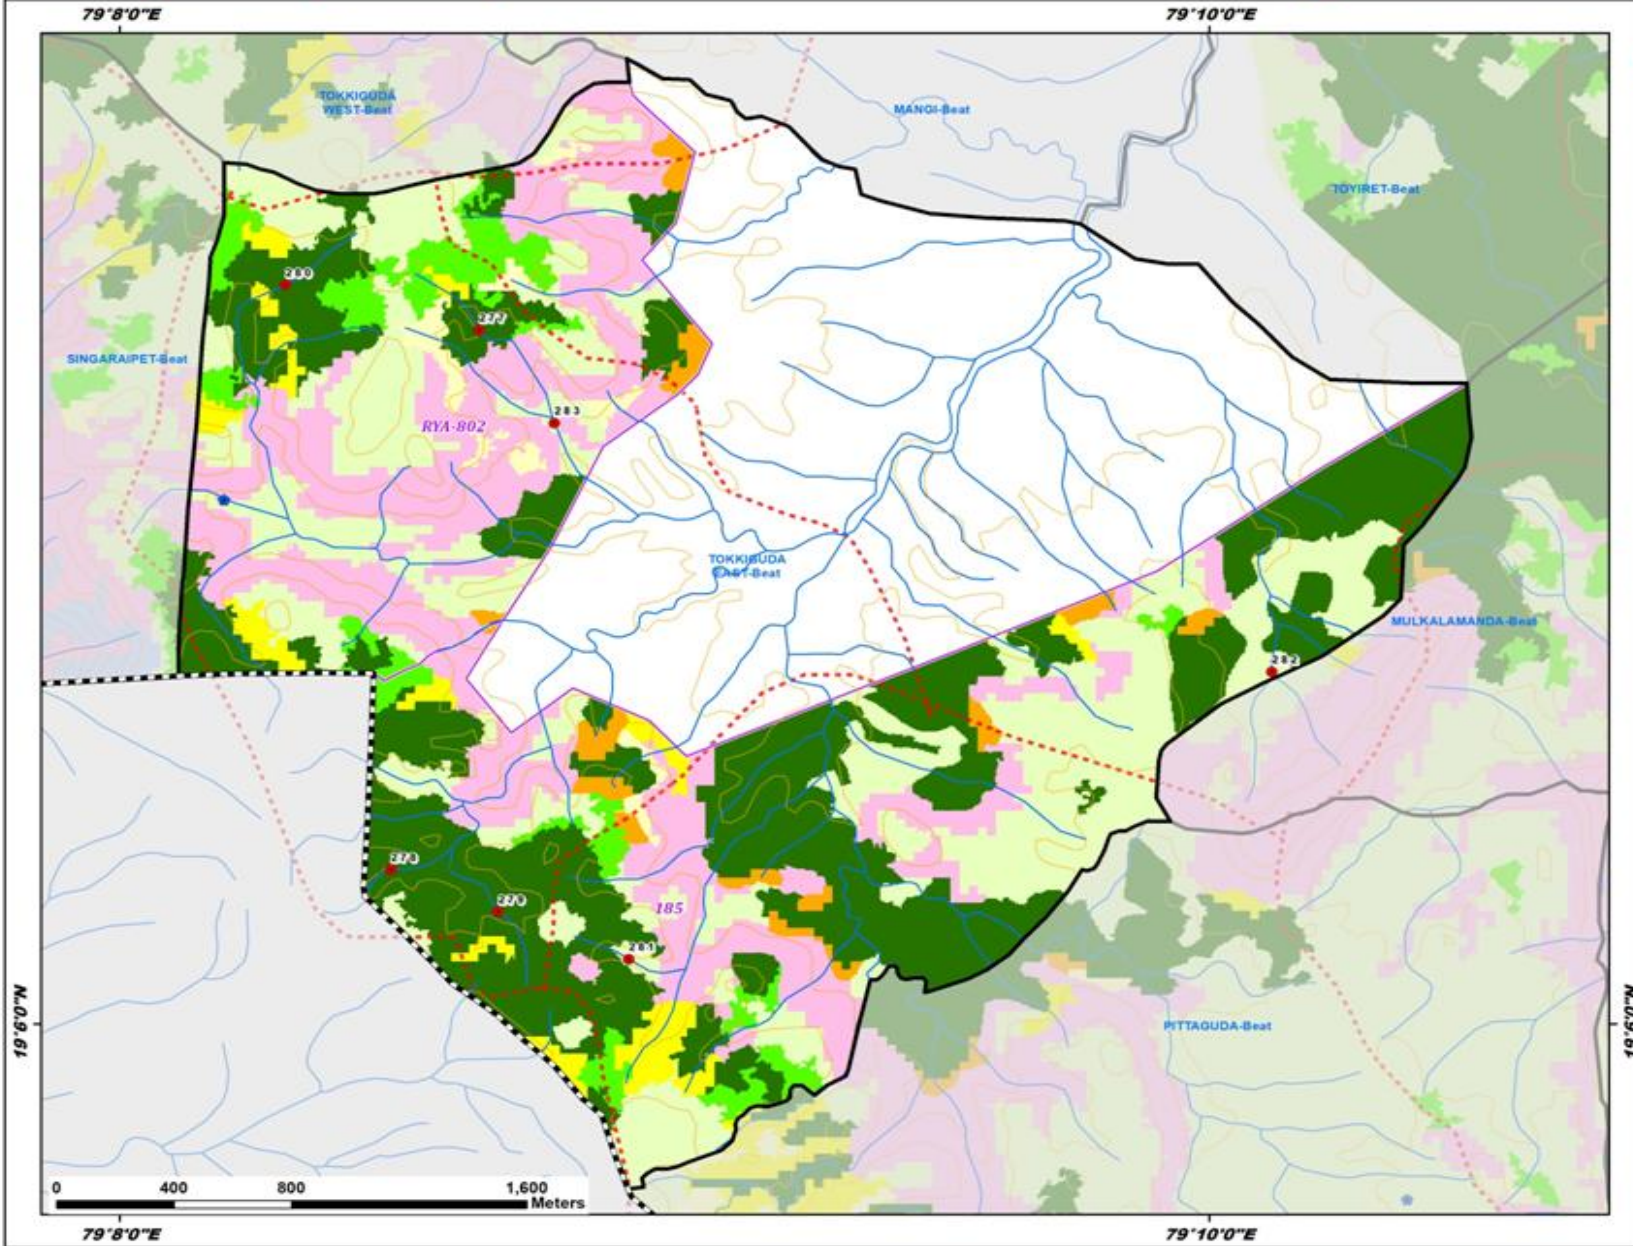 79°8'0"E 79°10'0"E
TOKKIGUDA
WEST-Beat
MANGI-Beat
TOYIRET-Beat
280
277
SINGARAIPET-Beat
283
RYA-802
TOKKIGUDA
EAST-Beat
MULKALAMANDA-Beat
282
278
279
185
281
19°6'0"N
PITTAGUDA-Beat
19°6'0"N
0 400 800 1,600
Meters
79°8'0"E 79°10'0"E